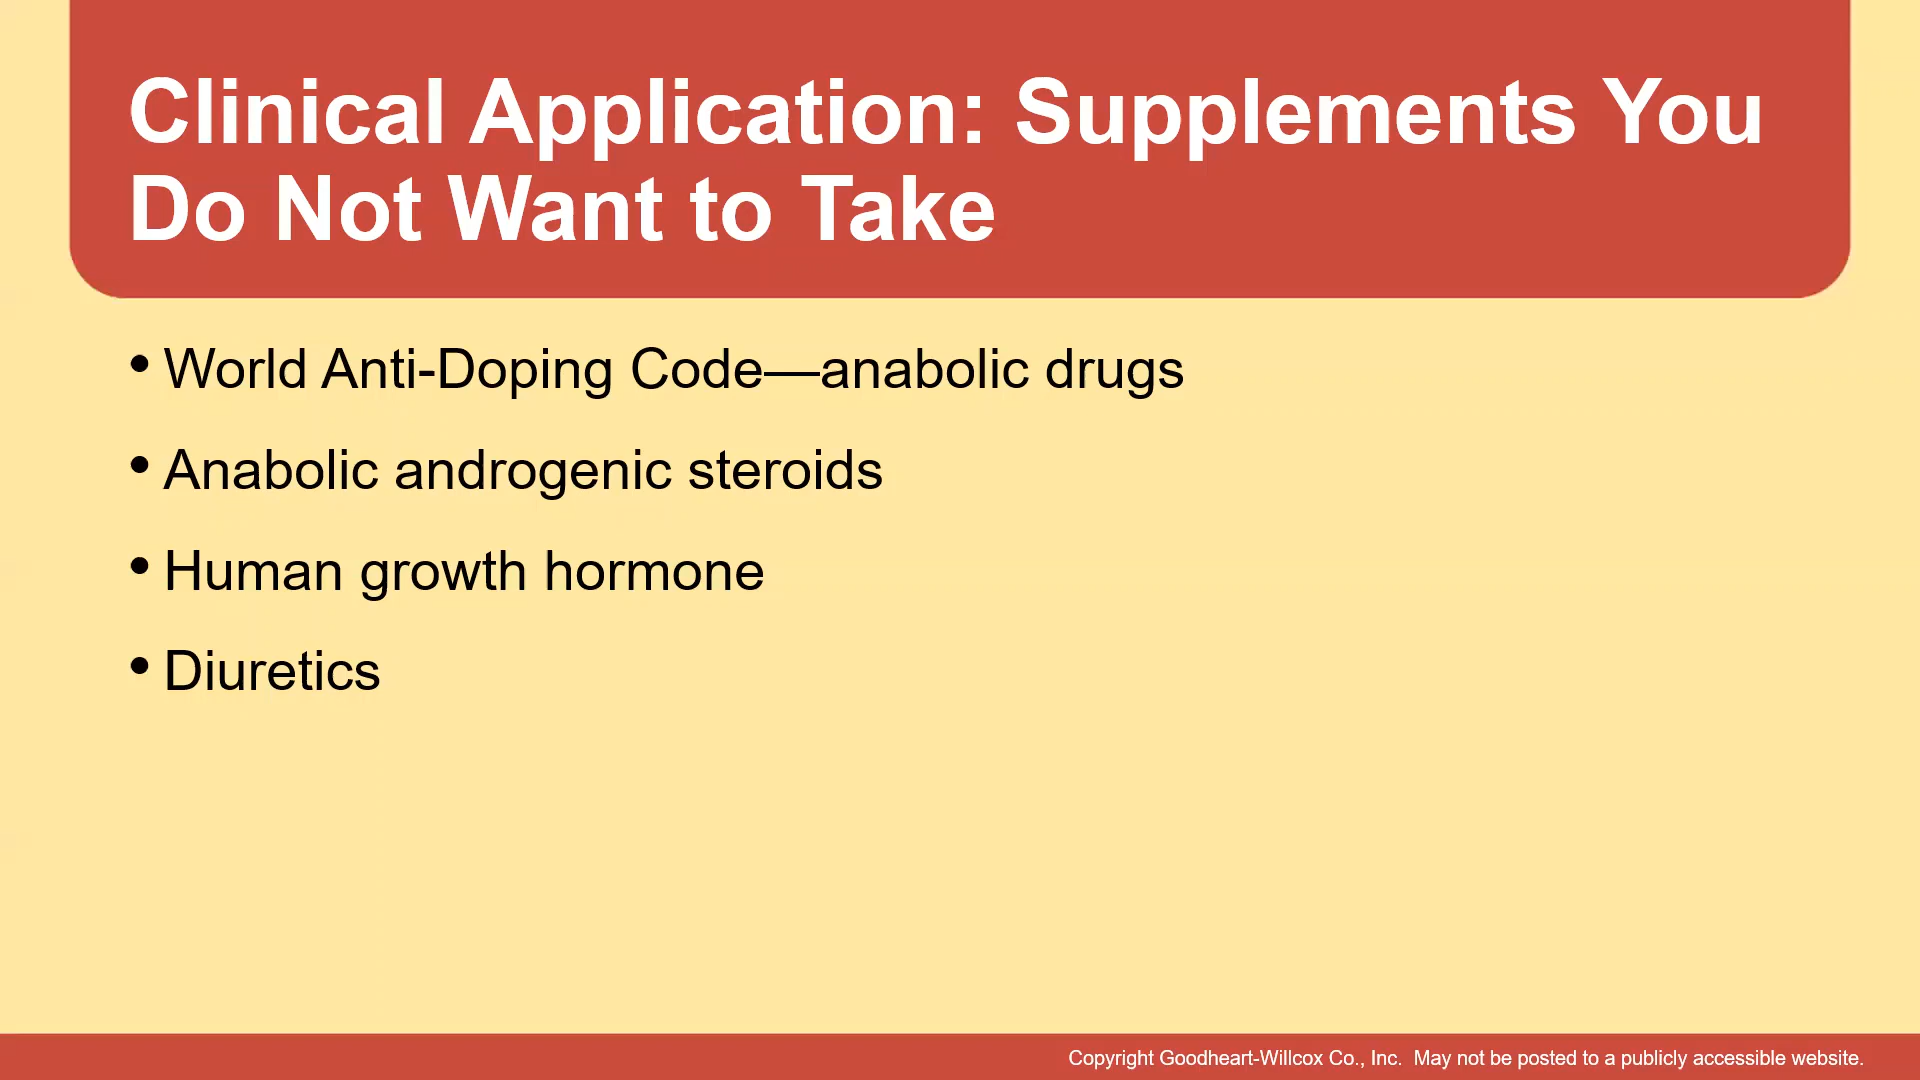 Clinical Application: Supplements You
Do Not Want to Take
• World Anti-Doping Code—anabolic drugs
• Anabolic androgenic steroids
• Human growth hormone
• Diuretics
Copyright Goodheart-Willcox Co., Inc.  May not be posted to a publicly accessible website.